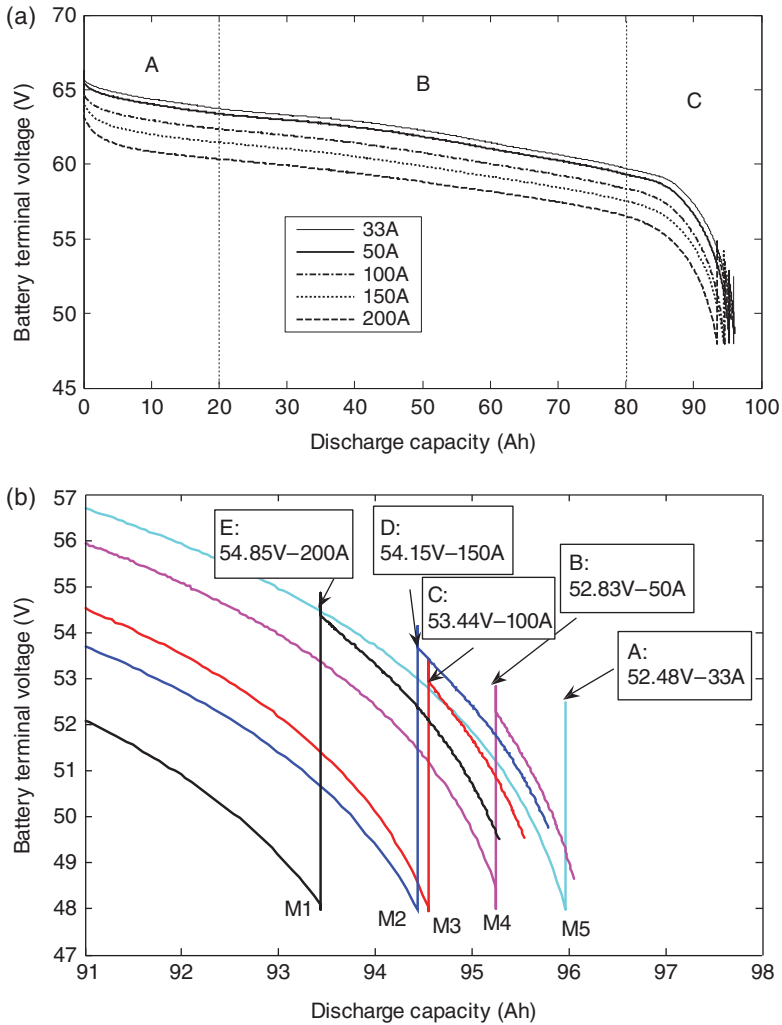 (a)
70
65
60
55
50
45
Battery terminal voltage (V)
A
B
C
33A
50A
100A
150A
200A
0 10 20 30 40 50 60 70 80 90 100
Discharge capacity (Ah)
(b)
57
56
55
54
53
52
51
50
49
48
47
Battery terminal voltage (V)
E:
54.85V–200A
D:
54.15V–150A
C:
53.44V–100A
B:
52.83V–50A
A:
52.48V–33A
M1
M2
M3
M4
M5
91 92 93 94 95 96 97 98
Discharge capacity (Ah)